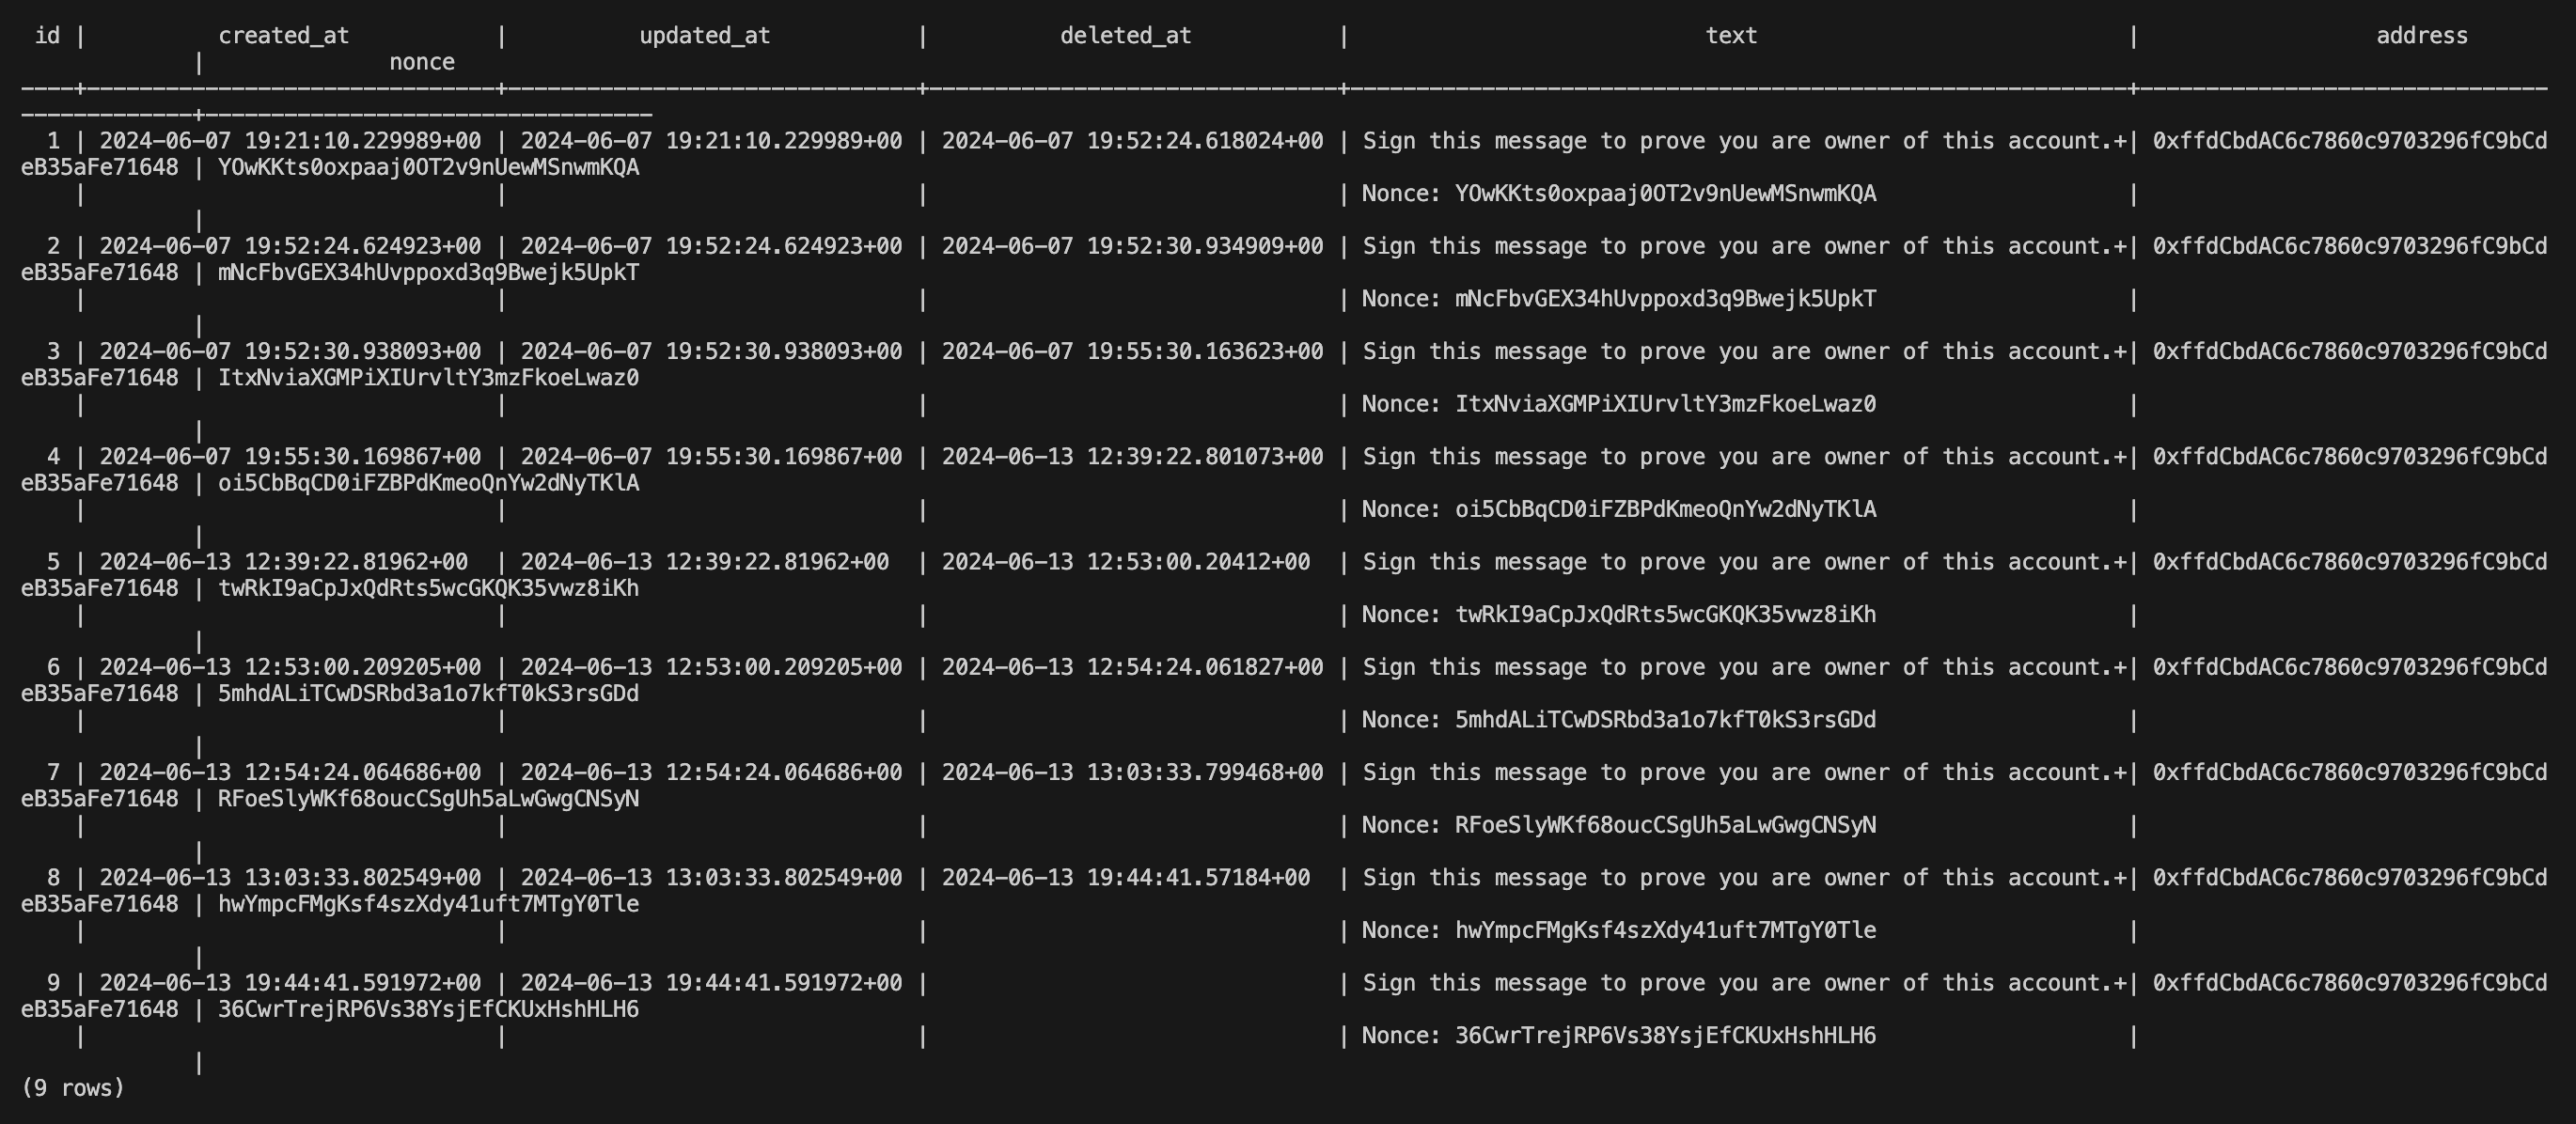 id |          created_at           |          updated_at           |          deleted_at           |                           text                            |                  address
             |              nonce
----+-------------------------------+-------------------------------+-------------------------------+-----------------------------------------------------------+-------------------------------
-------------+----------------------------------
  1 | 2024-06-07 19:21:10.229989+00 | 2024-06-07 19:21:10.229989+00 | 2024-06-07 19:52:24.618024+00 | Sign this message to prove you are owner of this account.+| 0xffdCbdAC6c7860c9703296fC9bCd
eB35aFe71648 | YOwKKts0oxpaaj0OT2v9nUewMSnwmKQA
    |                               |                               |                               | Nonce: YOwKKts0oxpaaj0OT2v9nUewMSnwmKQA                   |
             |
  2 | 2024-06-07 19:52:24.624923+00 | 2024-06-07 19:52:24.624923+00 | 2024-06-07 19:52:30.934909+00 | Sign this message to prove you are owner of this account.+| 0xffdCbdAC6c7860c9703296fC9bCd
eB35aFe71648 | mNcFbvGEX34hUvppoxd3q9Bwejk5UpkT
    |                               |                               |                               | Nonce: mNcFbvGEX34hUvppoxd3q9Bwejk5UpkT                   |
             |
  3 | 2024-06-07 19:52:30.938093+00 | 2024-06-07 19:52:30.938093+00 | 2024-06-07 19:55:30.163623+00 | Sign this message to prove you are owner of this account.+| 0xffdCbdAC6c7860c9703296fC9bCd
eB35aFe71648 | ItxNviaXGMPiXIUrvltY3mzFkoeLwaz0
    |                               |                               |                               | Nonce: ItxNviaXGMPiXIUrvltY3mzFkoeLwaz0                   |
             |
  4 | 2024-06-07 19:55:30.169867+00 | 2024-06-07 19:55:30.169867+00 | 2024-06-13 12:39:22.801073+00 | Sign this message to prove you are owner of this account.+| 0xffdCbdAC6c7860c9703296fC9bCd
eB35aFe71648 | oi5CbBqCD0iFZBPdKmeoQnYw2dNyTKlA
    |                               |                               |                               | Nonce: oi5CbBqCD0iFZBPdKmeoQnYw2dNyTKlA                   |
             |
  5 | 2024-06-13 12:39:22.81962+00  | 2024-06-13 12:39:22.81962+00  | 2024-06-13 12:53:00.20412+00  | Sign this message to prove you are owner of this account.+| 0xffdCbdAC6c7860c9703296fC9bCd
eB35aFe71648 | twRkI9aCpJxQdRts5wcGKQK35vwz8iKh
    |                               |                               |                               | Nonce: twRkI9aCpJxQdRts5wcGKQK35vwz8iKh                   |
             |
  6 | 2024-06-13 12:53:00.209205+00 | 2024-06-13 12:53:00.209205+00 | 2024-06-13 12:54:24.061827+00 | Sign this message to prove you are owner of this account.+| 0xffdCbdAC6c7860c9703296fC9bCd
eB35aFe71648 | 5mhdALiTCwDSRbd3a1o7kfT0kS3rsGDd
    |                               |                               |                               | Nonce: 5mhdALiTCwDSRbd3a1o7kfT0kS3rsGDd                   |
             |
  7 | 2024-06-13 12:54:24.064686+00 | 2024-06-13 12:54:24.064686+00 | 2024-06-13 13:03:33.799468+00 | Sign this message to prove you are owner of this account.+| 0xffdCbdAC6c7860c9703296fC9bCd
eB35aFe71648 | RFoeSlyWKf68oucCSgUh5aLwGwgCNSyN
    |                               |                               |                               | Nonce: RFoeSlyWKf68oucCSgUh5aLwGwgCNSyN                   |
             |
  8 | 2024-06-13 13:03:33.802549+00 | 2024-06-13 13:03:33.802549+00 | 2024-06-13 19:44:41.57184+00  | Sign this message to prove you are owner of this account.+| 0xffdCbdAC6c7860c9703296fC9bCd
eB35aFe71648 | hwYmpcFMgKsf4szXdy41uft7MTgY0Tle
    |                               |                               |                               | Nonce: hwYmpcFMgKsf4szXdy41uft7MTgY0Tle                   |
             |
  9 | 2024-06-13 19:44:41.591972+00 | 2024-06-13 19:44:41.591972+00 |                               | Sign this message to prove you are owner of this account.+| 0xffdCbdAC6c7860c9703296fC9bCd
eB35aFe71648 | 36CwrTrejRP6Vs38YsjEfCKUxHshHLH6
    |                               |                               |                               | Nonce: 36CwrTrejRP6Vs38YsjEfCKUxHshHLH6                   |
             |
(9 rows)